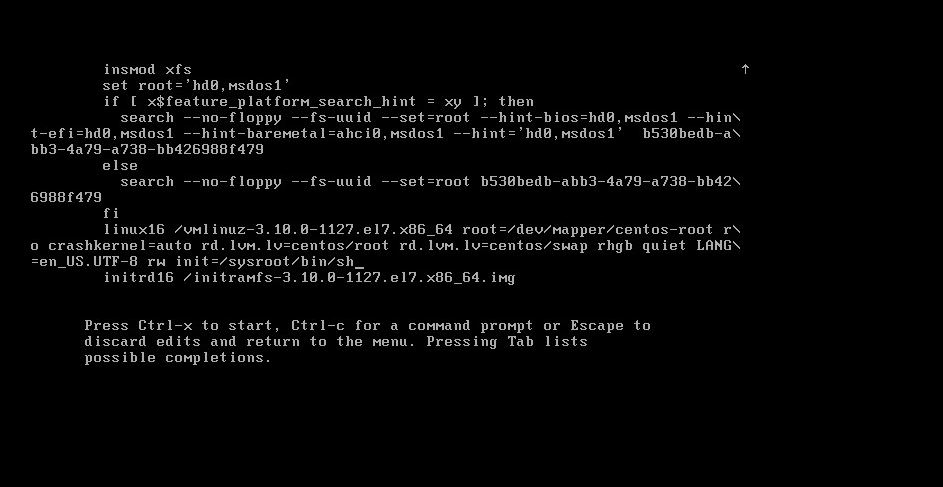 insmod xfs ↑
set root='hd0,msdos1'
if [ x$feature_platform_search_hint = xy ]; then
search --no-floppy --fs-uuid --set=root --hint-bios=hd0,msdos1 --hin\
t-efi=hd0,msdos1 --hint-baremetal=ahci0,msdos1 --hint='hd0,msdos1'  b530bedb-a\
bb3-4a79-a738-bb426988f479
else
search --no-floppy --fs-uuid --set=root b530bedb-abb3-4a79-a738-bb42\
6988f479
fi
linux16 /vmlinuz-3.10.0-1127.el7.x86_64 root=/dev/mapper/centos-root r\
o crashkernel=auto rd.lvm.lv=centos/root rd.lvm.lv=centos/swap rhgb quiet LANG\
=en_US.UTF-8 rw init=/sysroot/bin/sh_
initrd16 /initramfs-3.10.0-1127.el7.x86_64.img
Press Ctrl-x to start, Ctrl-c for a command prompt or Escape to
discard edits and return to the menu. Pressing Tab lists
possible completions.